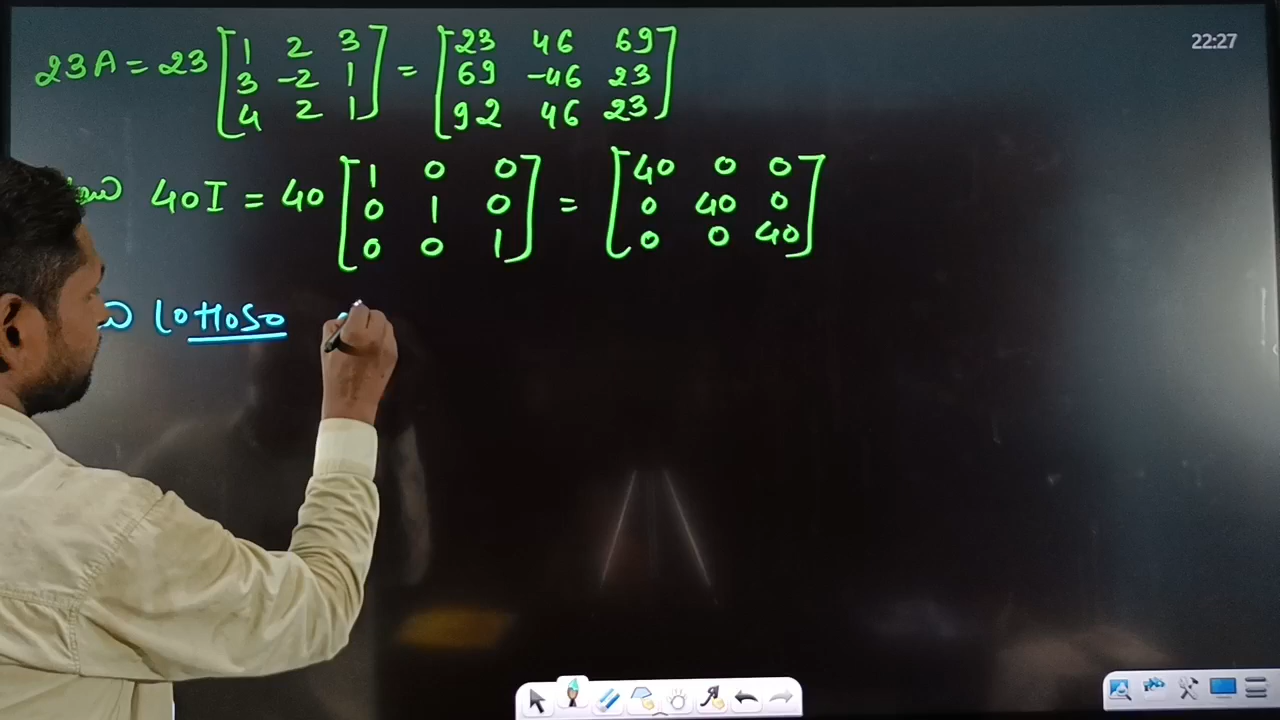 22:27
23A = 23 [1 2 3; 3 -2 1; 4 2 1] = [23 46 69; 69 -46 23; 92 46 23]
40I = 40 [1 0 0; 0 1 0; 0 0 1] = [40 0 0; 0 40 0; 0 0 40]